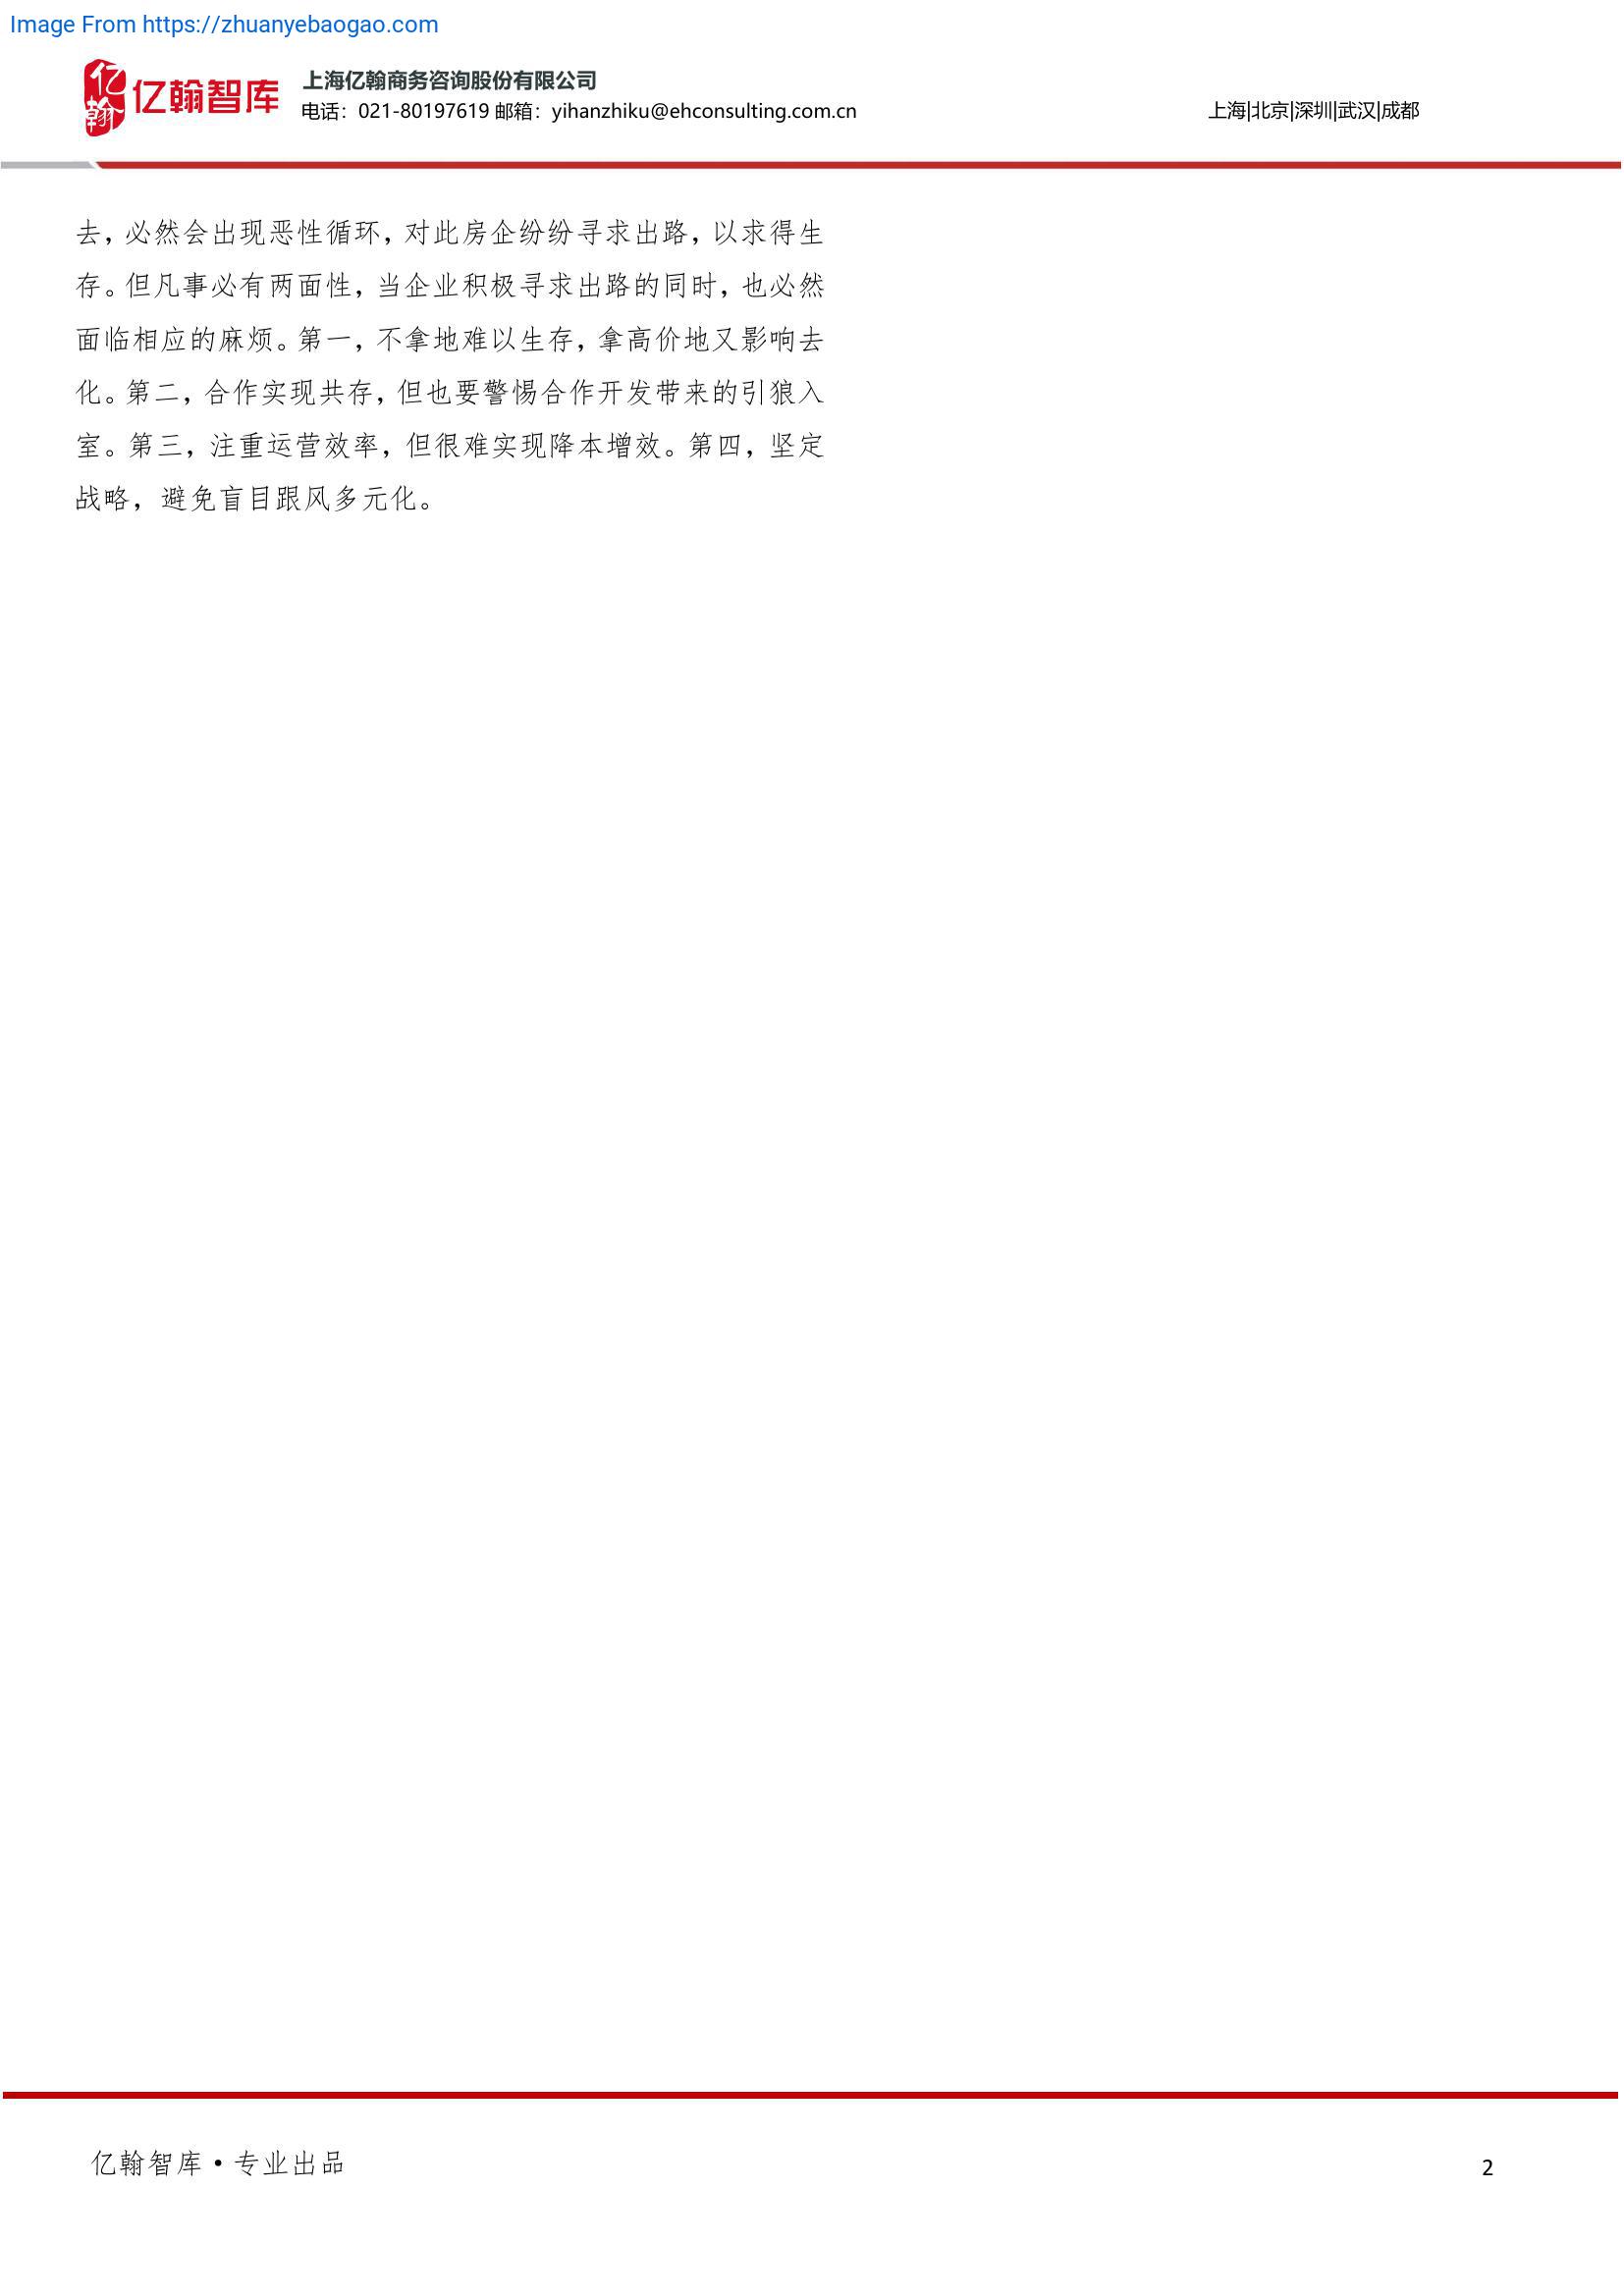 Image From https://zhuanyebaogao.com
亿翰
亿翰智库
上海亿翰商务咨询股份有限公司
电话：021-80197619 邮箱：yihanzhiku@ehconsulting.com.cn
上海|北京|深圳|武汉|成都
去，必然会出现恶性循环，对此房企纷纷寻求出路，以求得生
存。但凡事必有两面性，当企业积极寻求出路的同时，也必然
面临相应的麻烦。第一，不拿地难以生存，拿高价地又影响去
化。第二，合作实现共存，但也要警惕合作开发带来的引狼入
室。第三，注重运营效率，但很难实现降本增效。第四，坚定
战略，避免盲目跟风多元化。
亿翰智库·专业出品
2